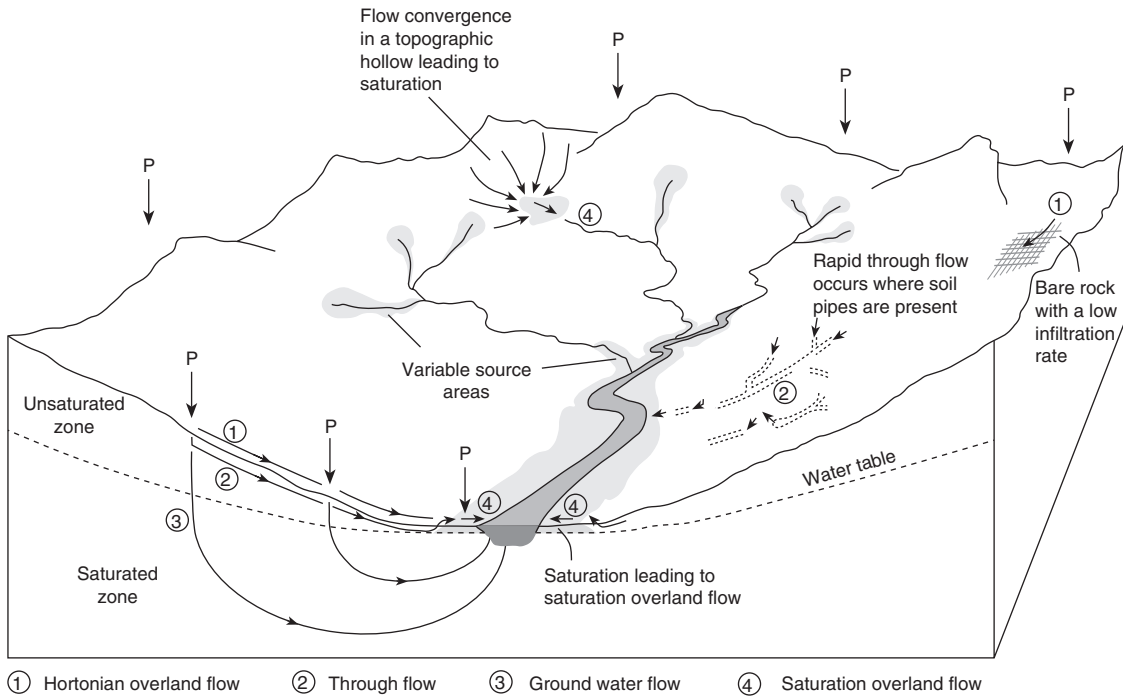 Flow convergence
in a topographic
hollow leading to
saturation
P
P
P
P
④
①
Rapid through flow
occurs where soil
pipes are present
Bare rock
with a low
infiltration
rate
Variable source
areas
P
Unsaturated
zone
①
P
②
②
Water table
P
④
④
③
Saturated
zone
Saturation leading to
saturation overland flow
① Hortonian overland flow ② Through flow ③ Ground water flow ④ Saturation overland flow